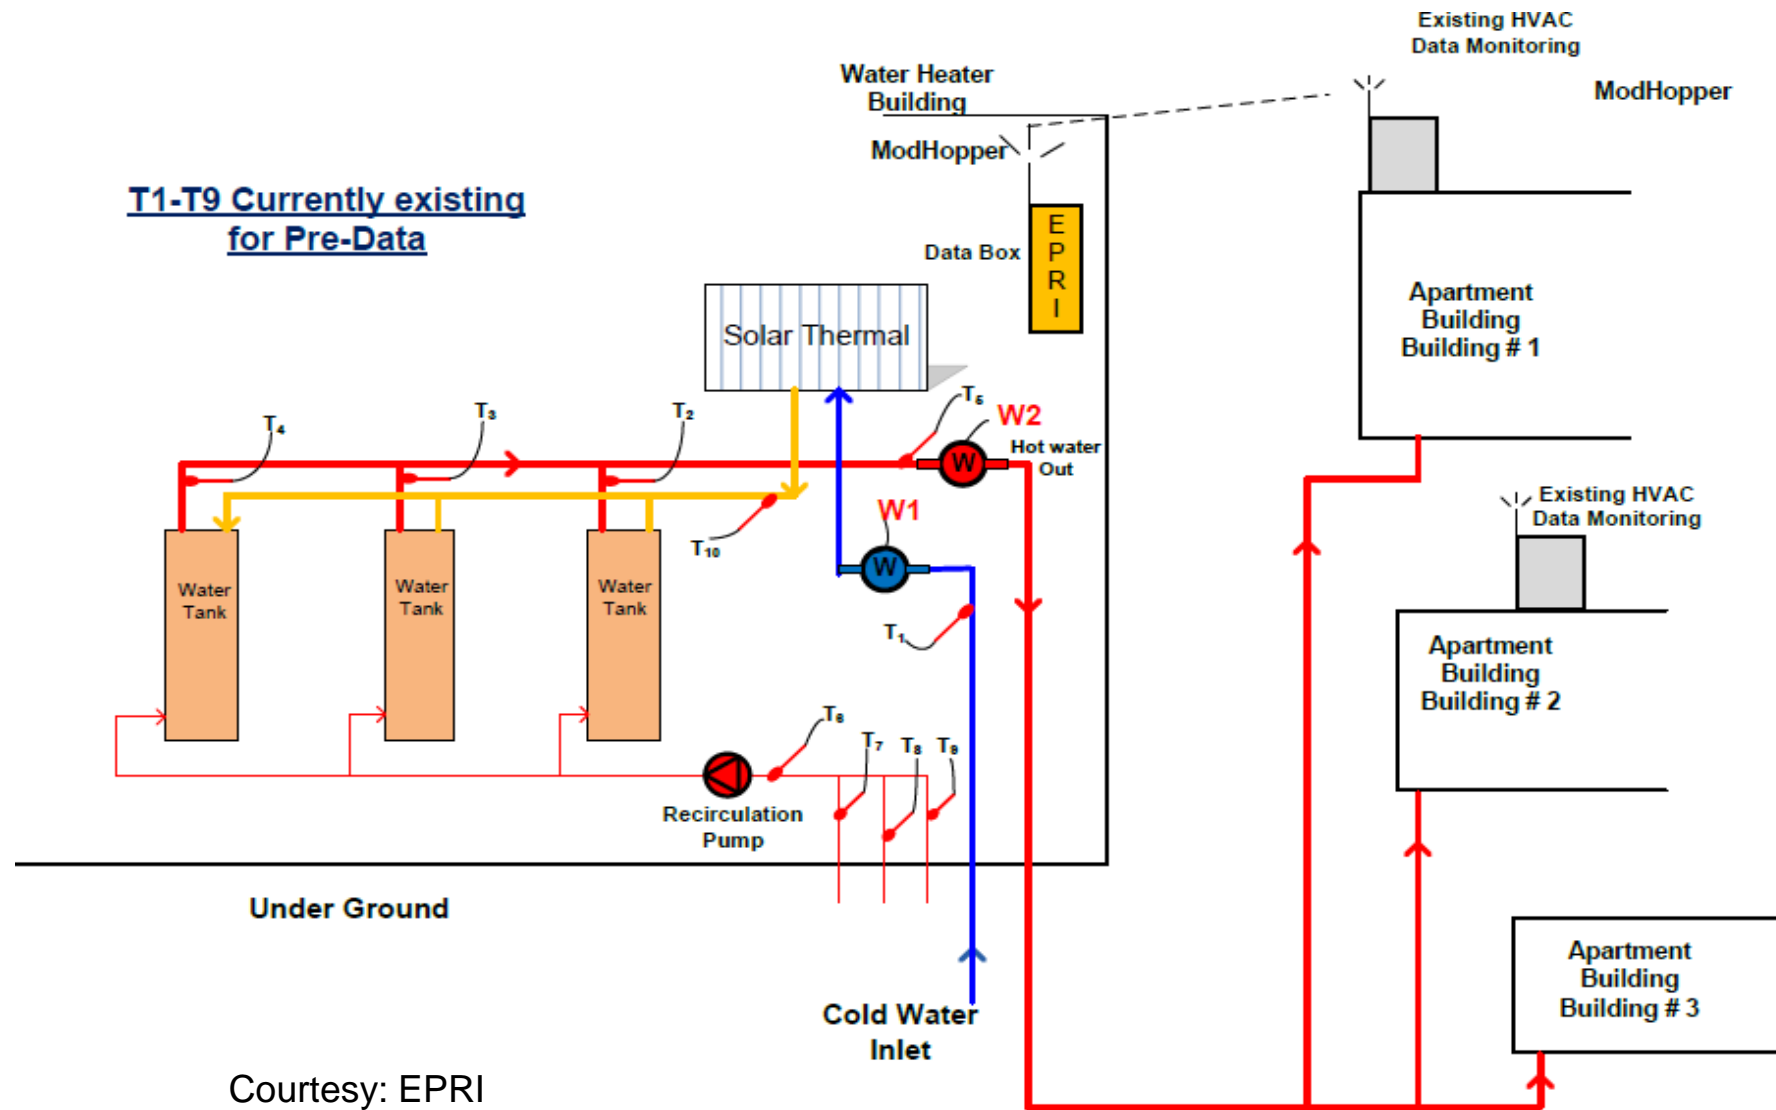 Existing HVAC
Data Monitoring
Water Heater
Building
ModHopper
ModHopper
T1-T9 Currently existing
for Pre-Data
E
P
R
I
Data Box
Apartment
Building
Building # 1
Solar Thermal
T₄
T₃
T₂
T₅
W2
Hot water
Out
W
W1
T₁₀
W
Existing HVAC
Data Monitoring
Water
Tank
Water
Tank
Water
Tank
T₁
Apartment
Building
Building # 2
T₆
T₇
T₈
T₉
Recirculation
Pump
Under Ground
Apartment
Building
Building # 3
Cold Water
Inlet
Courtesy: EPRI